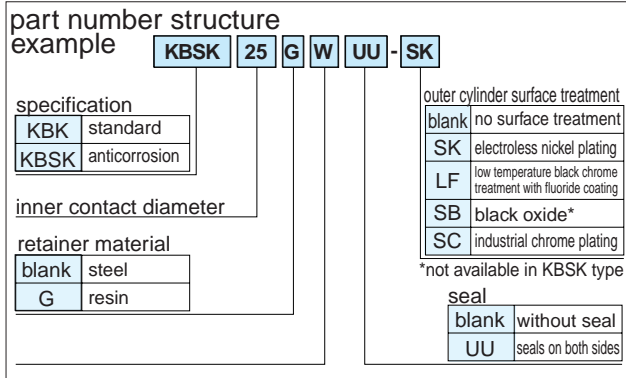 part number structure
example
KBSK 25 G W UU - SK
specification
KBK standard
KBSK anticorrosion
inner contact diameter
retainer material
blank steel
G resin
outer cylinder surface treatment
blank no surface treatment
SK electroless nickel plating
LF low temperature black chrome
treatment with fluoride coating
SB black oxide*
SC industrial chrome plating
*not available in KBSK type
seal
blank without seal
UU seals on both sides